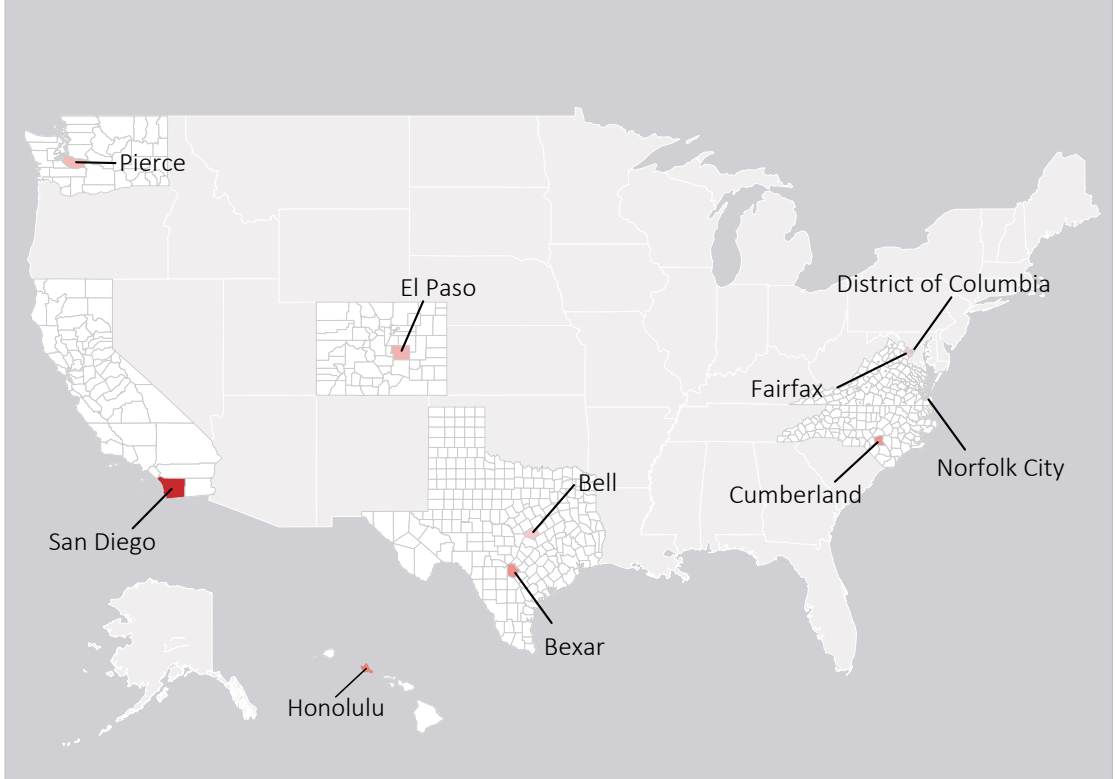 Pierce
El Paso
District of Columbia
Fairfax
Norfolk City
Bell
Cumberland
San Diego
Bexar
Honolulu